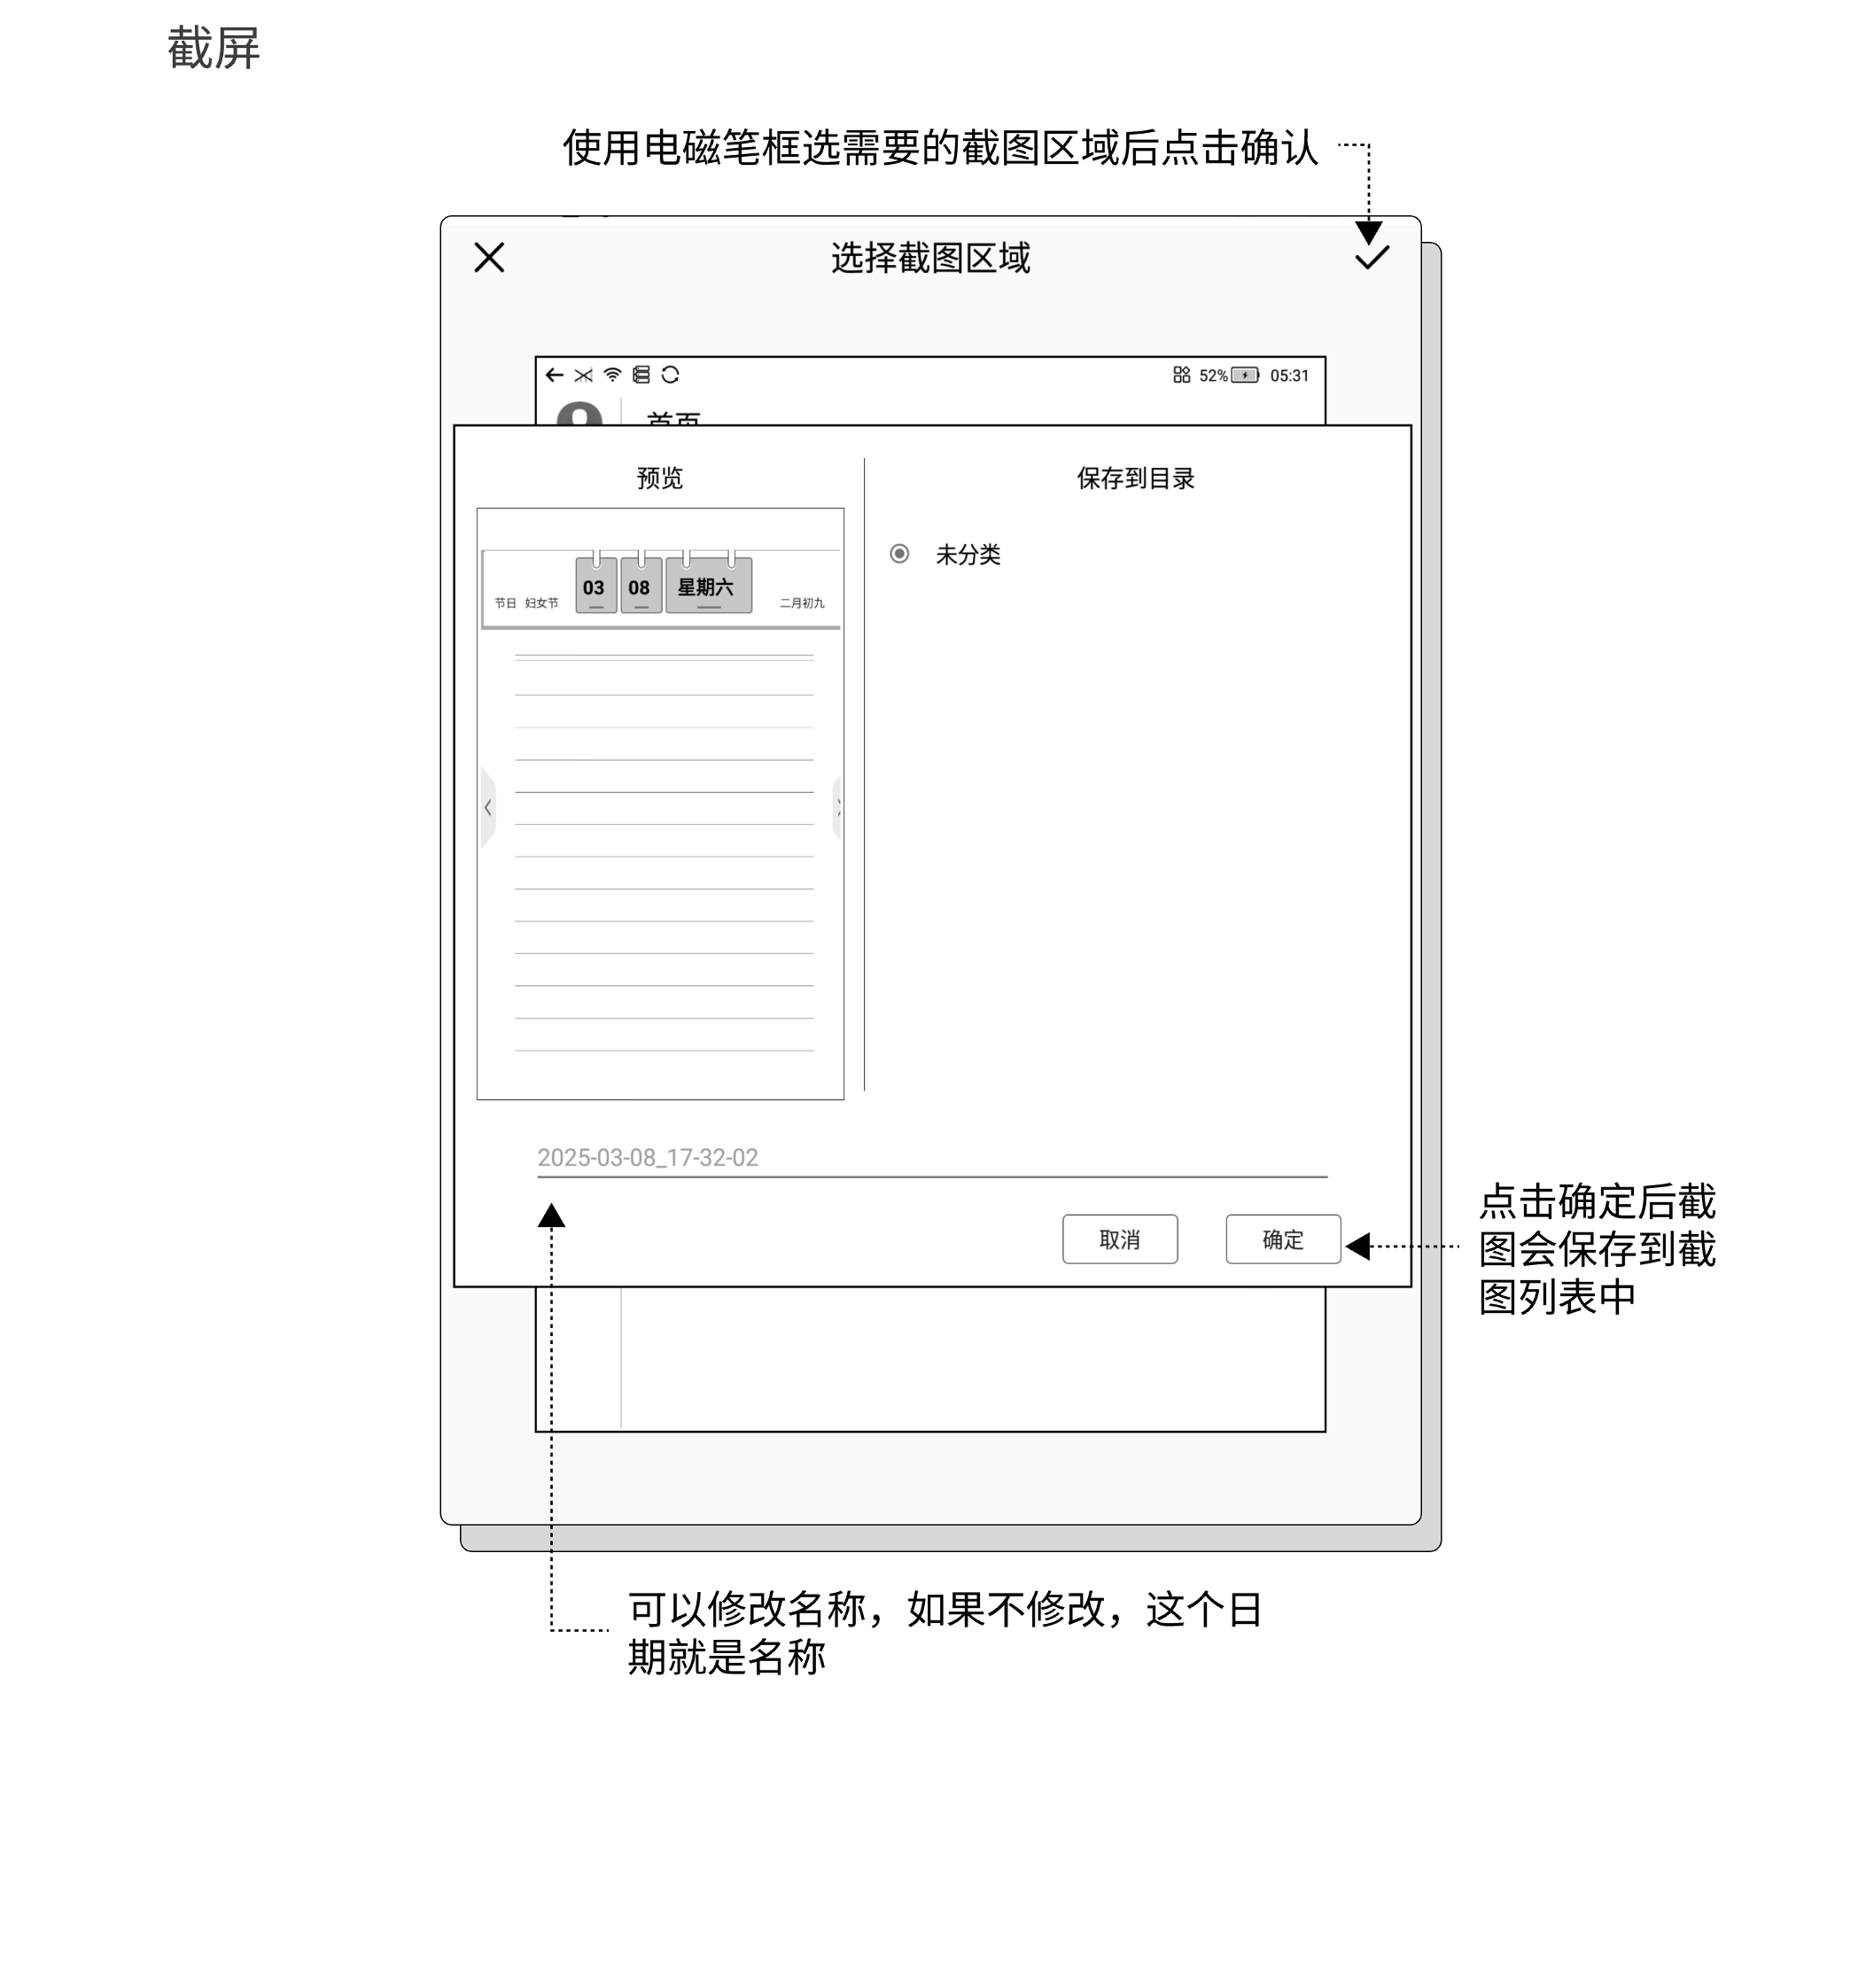 截屏
使用电磁笔框选需要的截图区域后点击确认
选择截图区域
52% 05:31
首页
预览
保存到目录
未分类
03 08 星期六
节日 妇女节
二月初九
2025-03-08_17-32-02
取消
确定
点击确定后截
图会保存到截
图列表中
可以修改名称，如果不修改，这个日
期就是名称